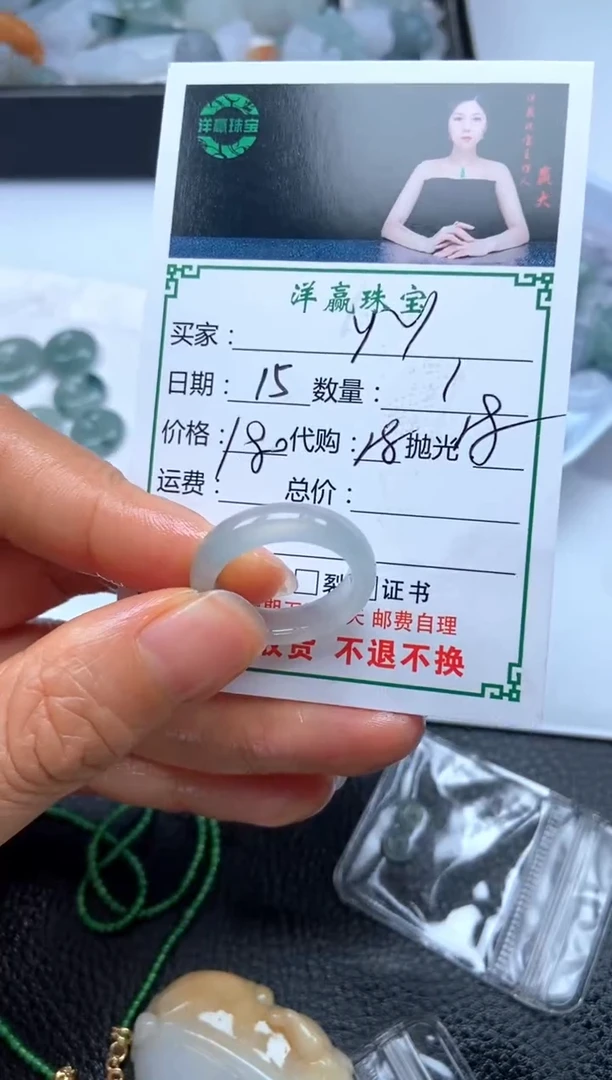 洋赢珠宝
洋赢珠宝
买家：yy
日期：15 数量：1
价格：180 代购：18 抛光 18
运费： 总价：
□裂 □证书
邮费自理
不退不换